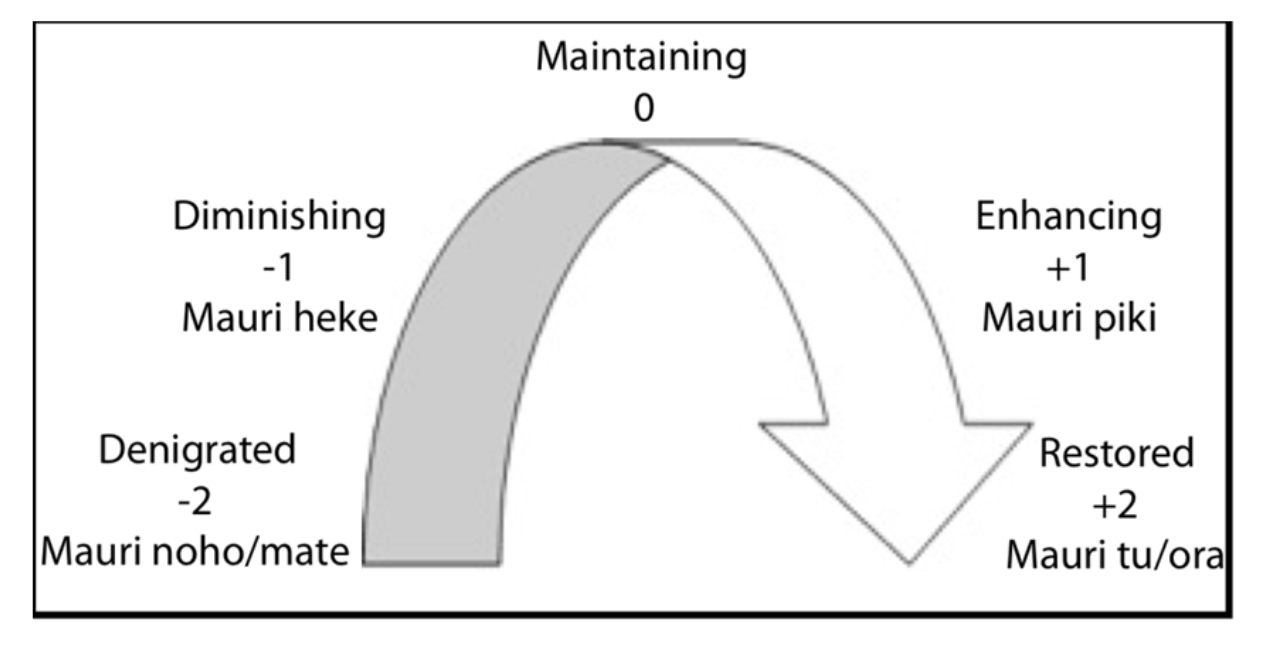 Maintaining
0
Diminishing
-1
Mauri heke
Enhancing
+1
Mauri piki
Denigrated
-2
Mauri noho/mate
Restored
+2
Mauri tu/ora